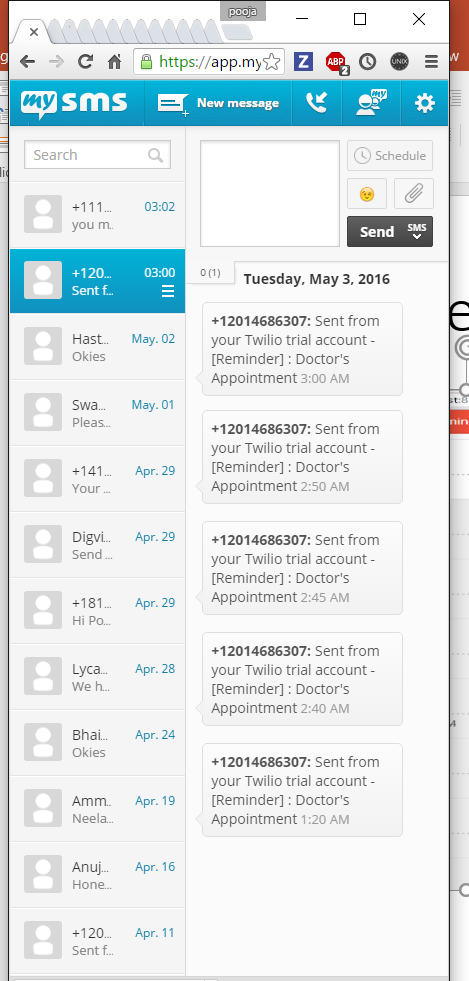 pooja
https://app.my
Z
ABP
2
UNIX
my sms
New message
my
Search
Schedule
Send
SMS
0 (1)
Tuesday, May 3, 2016
+111... 03:02
you m..
+120... 03:00
Sent f...
Hast... May. 02
Okies
Swa... May. 01
Pleas...
+141... Apr. 29
Your ...
Digvi... Apr. 29
Send ...
+181... Apr. 29
Hi Po...
Lyca... Apr. 28
We h...
Bhai... Apr. 24
Okies
Amm... Apr. 19
Neela...
Anuj... Apr. 16
Hone...
+120... Apr. 11
Sent f...
+12014686307: Sent from
your Twilio trial account -
[Reminder] : Doctor's
Appointment 3:00 AM
+12014686307: Sent from
your Twilio trial account -
[Reminder] : Doctor's
Appointment 2:50 AM
+12014686307: Sent from
your Twilio trial account -
[Reminder] : Doctor's
Appointment 2:45 AM
+12014686307: Sent from
your Twilio trial account -
[Reminder] : Doctor's
Appointment 2:40 AM
+12014686307: Sent from
your Twilio trial account -
[Reminder] : Doctor's
Appointment 1:20 AM